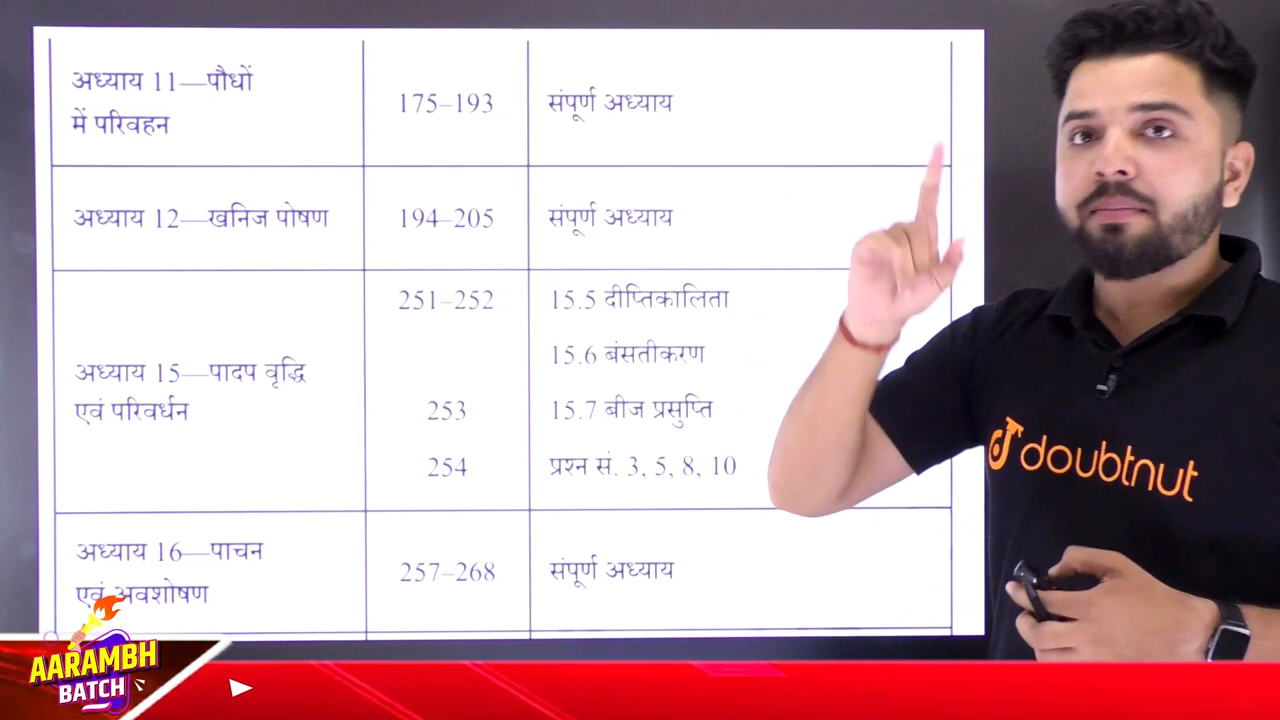 अध्याय 11—पौधों
में परिवहन
175–193
संपूर्ण अध्याय
अध्याय 12—खनिज पोषण
194–205
संपूर्ण अध्याय
अध्याय 15—पादप वृद्धि
एवं परिवर्धन
251–252
15.5 दीप्तिकालिता
15.6 बंसतीकरण
253
15.7 बीज प्रसुप्ति
254
प्रश्न सं. 3, 5, 8, 10
अध्याय 16—पाचन
एवं अवशोषण
257–268
संपूर्ण अध्याय
doubtnut
AARAMBH
BATCH